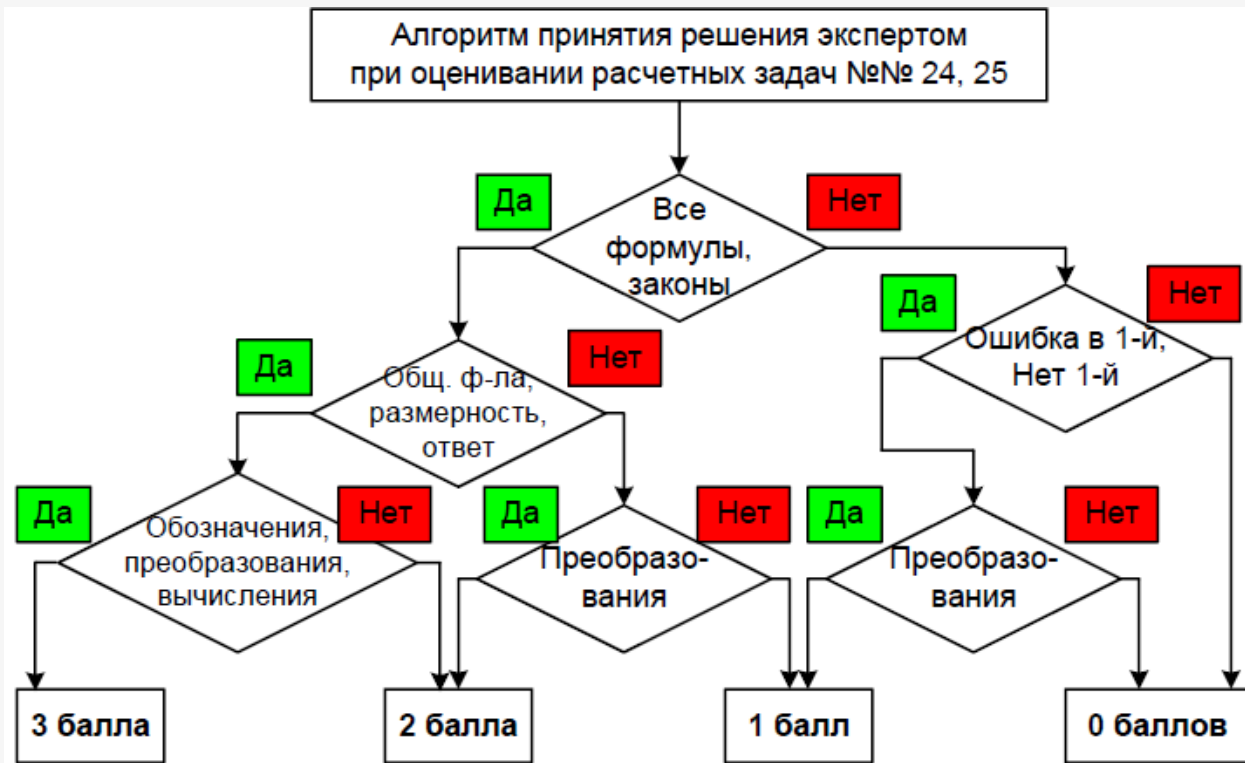 Алгоритм принятия решения экспертом
при оценивании расчетных задач №№ 24, 25
Да
Нет
Все
формулы,
законы
Да
Нет
Ошибка в 1-й,
Нет 1-й
Да
Нет
Общ. ф-ла,
размерность,
ответ
Да
Нет
Обозначения,
преобразования,
вычисления
Да
Нет
Преобразо-
вания
Да
Нет
Преобразо-
вания
3 балла
2 балла
1 балл
0 баллов